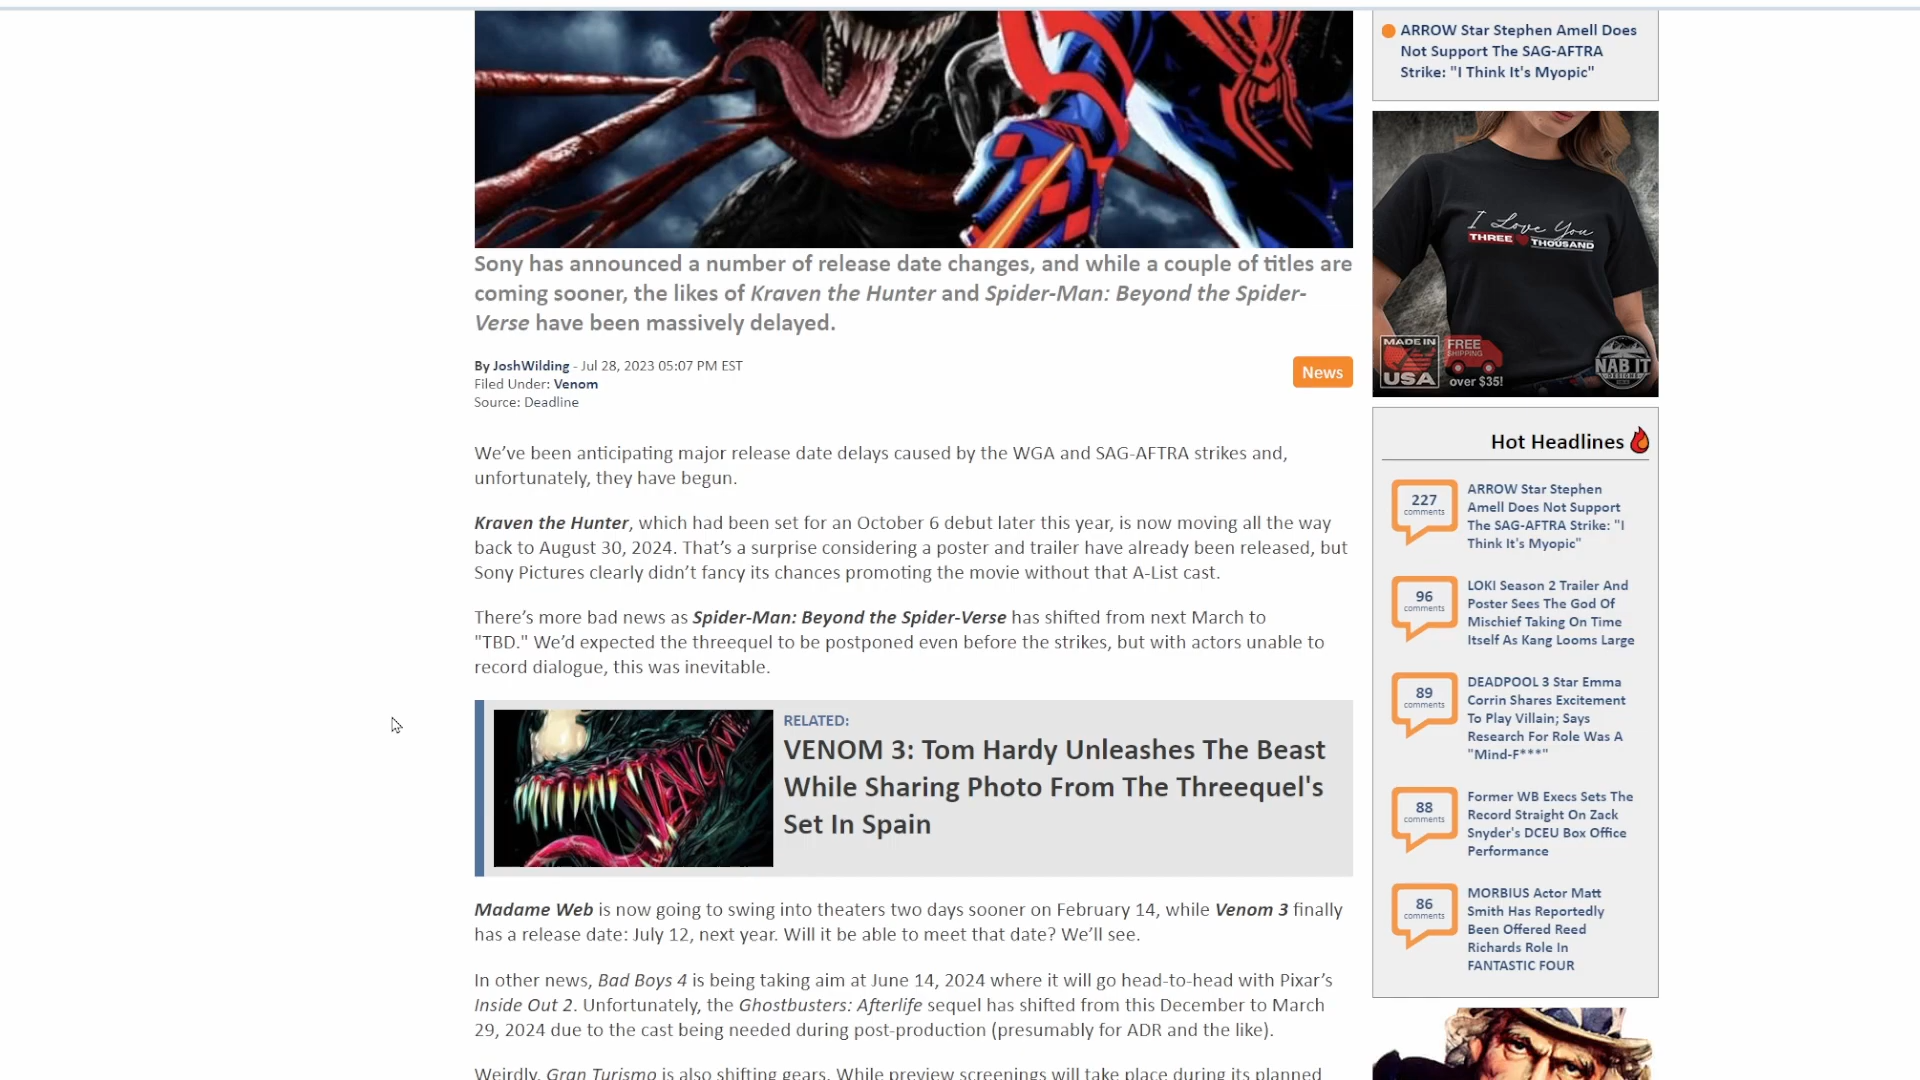 Sony has announced a number of release date changes, and while a couple of titles are
coming sooner, the likes of Kraven the Hunter and Spider-Man: Beyond the Spider-
Verse have been massively delayed.
By JoshWilding - Jul 28, 2023 05:07 PM EST
Filed Under: Venom
Source: Deadline
News
We've been anticipating major release date delays caused by the WGA and SAG-AFTRA strikes and,
unfortunately, they have begun.
Kraven the Hunter, which had been set for an October 6 debut later this year, is now moving all the way
back to August 30, 2024. That's a surprise considering a poster and trailer have already been released, but
Sony Pictures clearly didn't fancy its chances promoting the movie without that A-List cast.
There's more bad news as Spider-Man: Beyond the Spider-Verse has shifted from next March to
"TBD." We'd expected the threequel to be postponed even before the strikes, but with actors unable to
record dialogue, this was inevitable.
RELATED:
VENOM 3: Tom Hardy Unleashes The Beast
While Sharing Photo From The Threequel's
Set In Spain
Madame Web is now going to swing into theaters two days sooner on February 14, while Venom 3 finally
has a release date: July 12, next year. Will it be able to meet that date? We'll see.
In other news, Bad Boys 4 is being taking aim at June 14, 2024 where it will go head-to-head with Pixar's
Inside Out 2. Unfortunately, the Ghostbusters: Afterlife sequel has shifted from this December to March
29, 2024 due to the cast being needed during post-production (presumably for ADR and the like).
Weirdly, Gran Turismo is also shifting gears. While preview screenings will take place during its planned
ARROW Star Stephen Amell Does
Not Support The SAG-AFTRA
Strike: "I Think It's Myopic"
I Love You
THREE THOUSAND
MADE IN
USA
FREE
SHIPPING
over $35!
NAB IT
Hot Headlines
227
comments
ARROW Star Stephen
Amell Does Not Support
The SAG-AFTRA Strike: "I
Think It's Myopic"
96
comments
LOKI Season 2 Trailer And
Poster Sees The God Of
Mischief Taking On Time
Itself As Kang Looms Large
89
comments
DEADPOOL 3 Star Emma
Corrin Shares Excitement
To Play Villain; Says
Research For Role Was A
"Mind-F***"
88
comments
Former WB Execs Sets The
Record Straight On Zack
Snyder's DCEU Box Office
Performance
86
comments
MORBIUS Actor Matt
Smith Has Reportedly
Been Offered Reed
Richards Role In
FANTASTIC FOUR